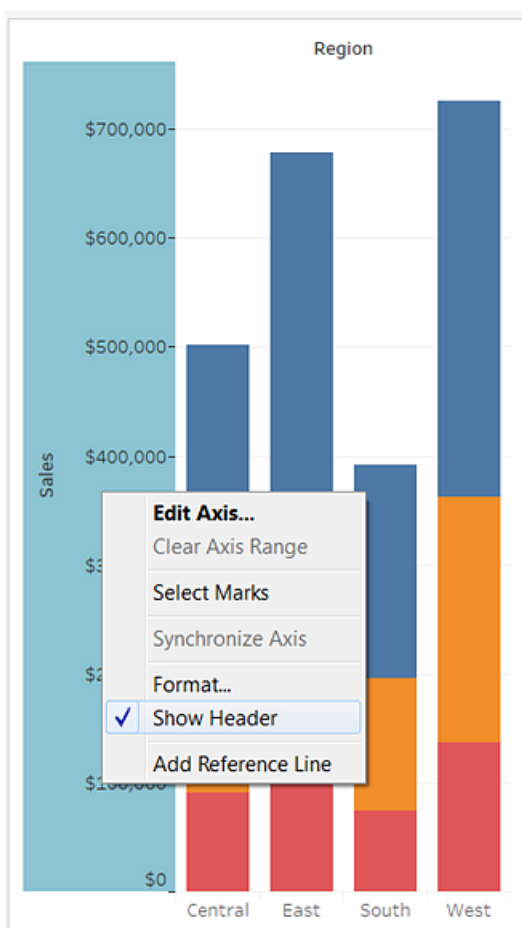 Region
$700,000
$600,000
$500,000
$400,000
Sales
Edit Axis...
Clear Axis Range
Select Marks
Synchronize Axis
Format...
Show Header
Add Reference Line
$0
Central East South West